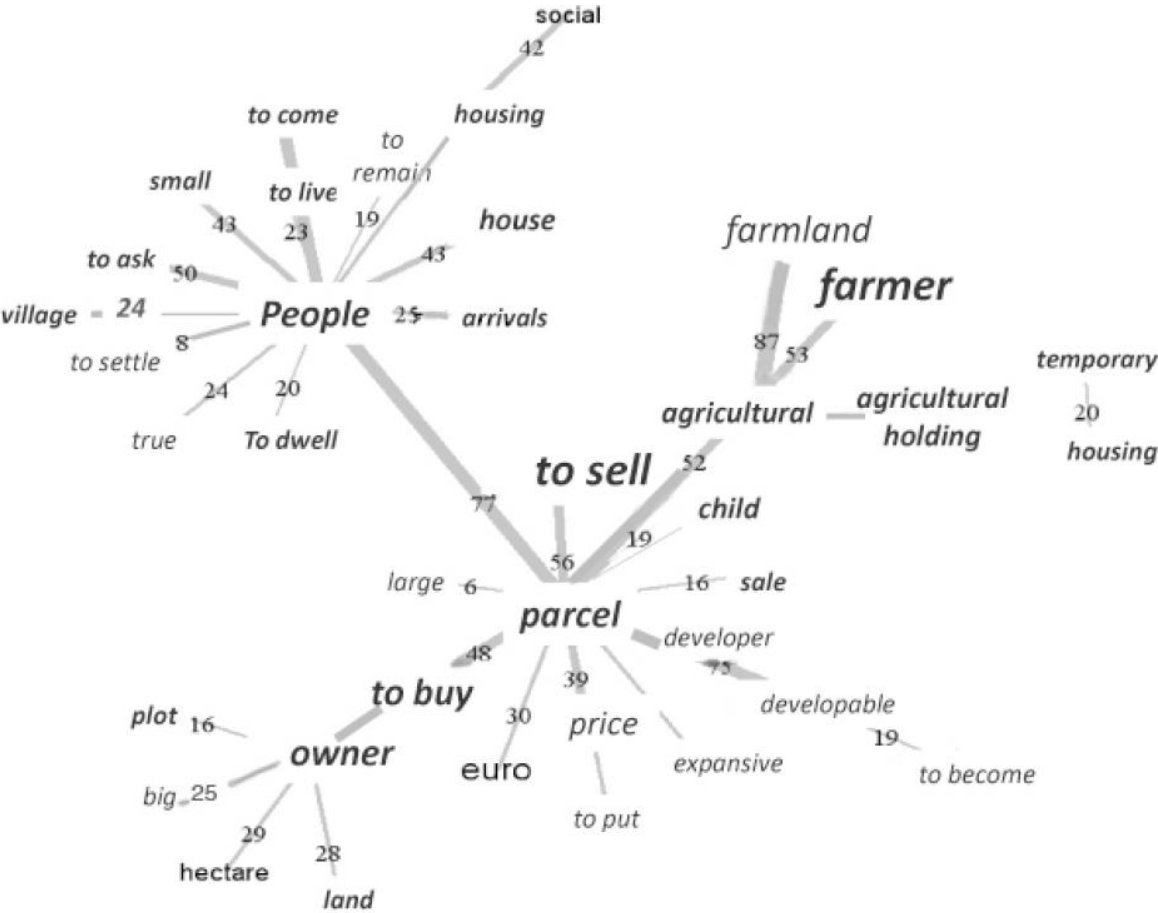 social
42
to come
housing
to
remain
small
to live
19
house
43
23
43
to ask
50
village
24
People
25
arrivals
8
to settle
24
20
true
To dwell
farmland
farmer
87
53
temporary
agricultural
agricultural
holding
20
housing
to sell
52
77
child
19
56
large
6
16
sale
parcel
developer
48
75
39
to buy
developable
plot
16
30
price
19
owner
euro
expansive
to become
big
25
to put
29
28
hectare
land